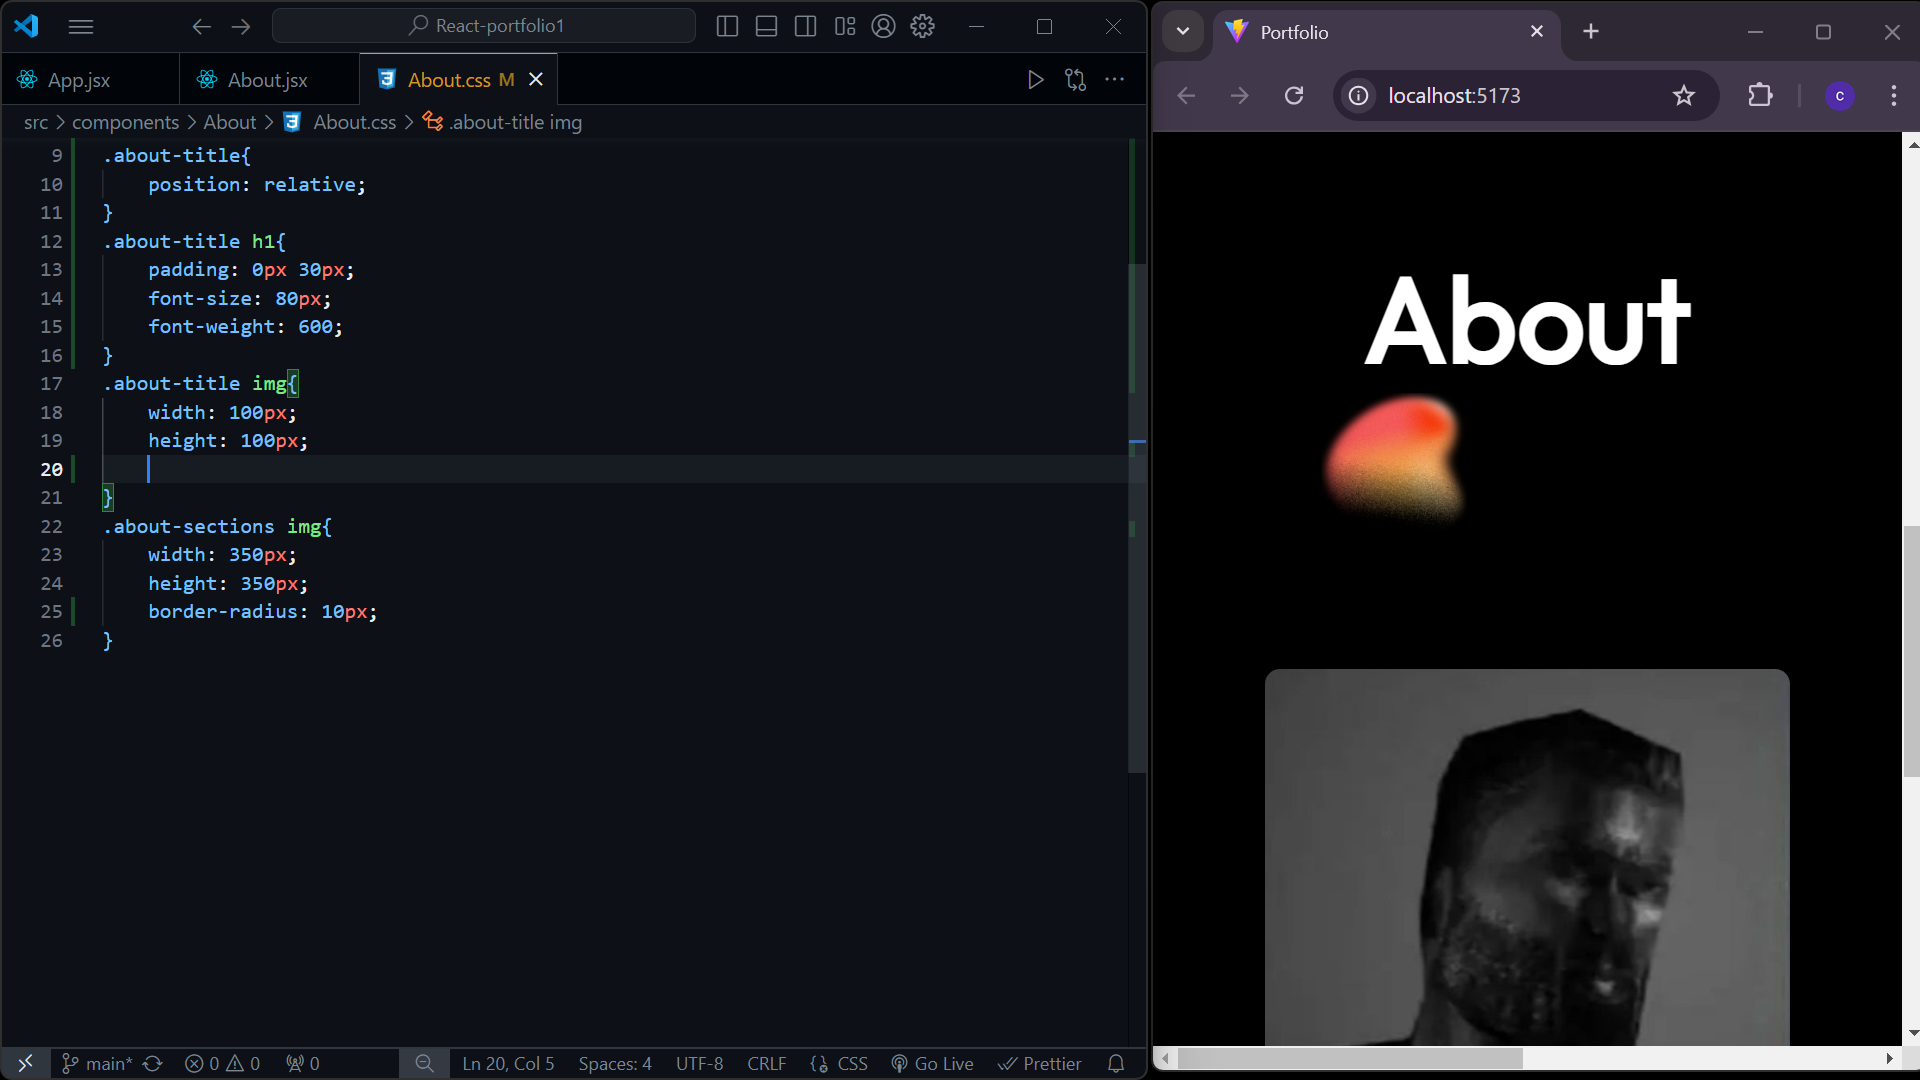 React-portfolio1
App.jsx
About.jsx
About.css M
src > components > About > About.css > .about-title img
9 .about-title{
10 position: relative;
11 }
12 .about-title h1{
13 padding: 0px 30px;
14 font-size: 80px;
15 font-weight: 600;
16 }
17 .about-title img{
18 width: 100px;
19 height: 100px;
20
21 }
22 .about-sections img{
23 width: 350px;
24 height: 350px;
25 border-radius: 10px;
26 }
main* 0 0 0 Ln 20, Col 5 Spaces: 4 UTF-8 CRLF {} CSS Go Live Prettier
Portfolio
localhost:5173
c
About